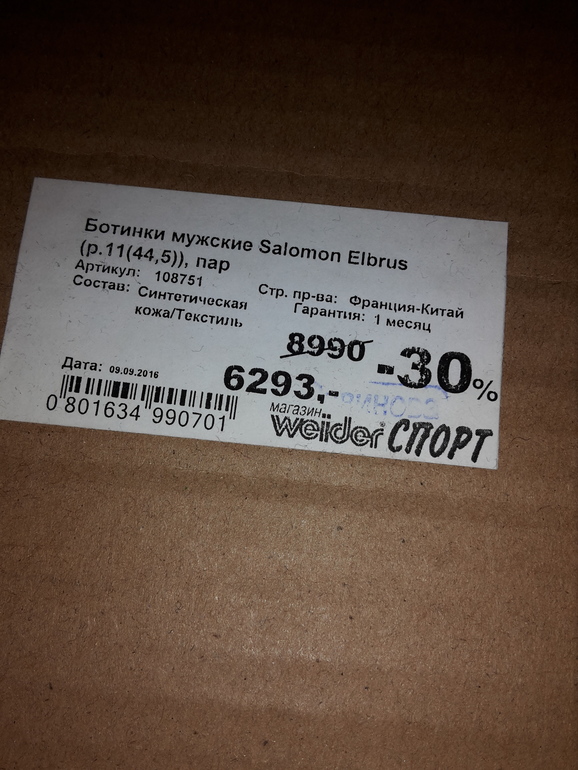 Ботинки мужские Salomon Elbrus
(р.11(44,5)), пар
Артикул: 108751
Стр. пр-ва: Франция-Китай
Состав: Синтетическая
кожа/Текстиль
Гарантия: 1 месяц
8990 -30%
Дата: 09.09.2016
6293,-
0 801634 990701
магазин
weider СПОРТ